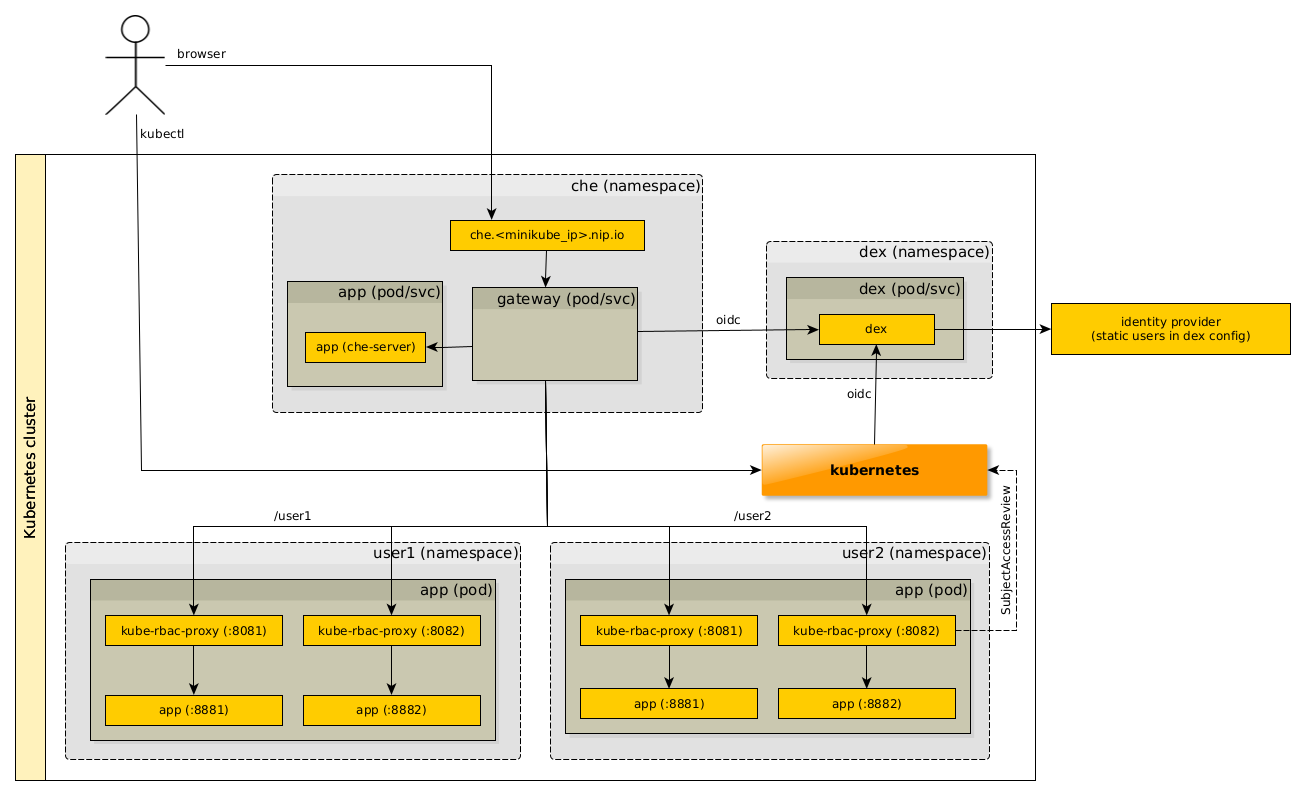 browser
kubectl
Kubernetes cluster
che (namespace)
che.<minikube_ip>.nip.io
app (pod/svc)
app (che-server)
gateway (pod/svc)
oidc
dex (namespace)
dex (pod/svc)
dex
identity provider
(static users in dex config)
oidc
kubernetes
SubjectAccessReview
/user1
/user2
user1 (namespace)
app (pod)
kube-rbac-proxy (:8081)
kube-rbac-proxy (:8082)
app (:8881)
app (:8882)
user2 (namespace)
app (pod)
kube-rbac-proxy (:8081)
kube-rbac-proxy (:8082)
app (:8881)
app (:8882)